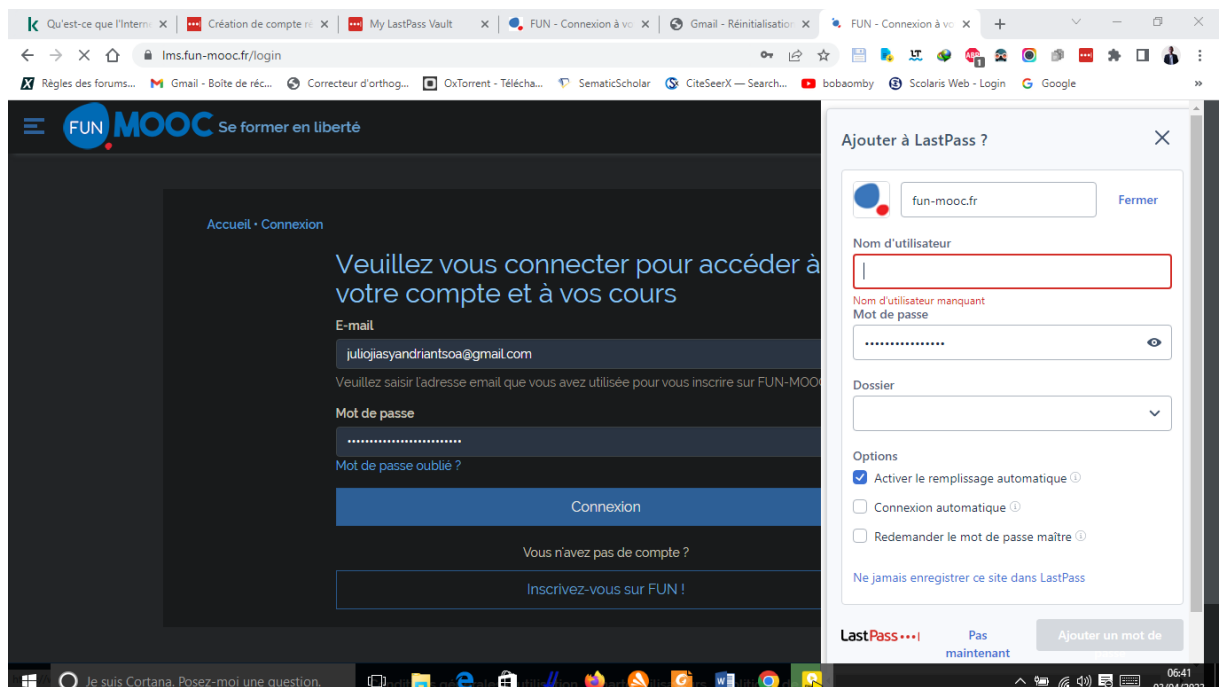 Qu'est-ce que l'Intern
Création de compte ré
My LastPass Vault
FUN - Connexion à vo
Gmail - Réinitialisation
FUN - Connexion à vo
lms.fun-mooc.fr/login
Règles des forums...
Gmail - Boîte de réc...
Correcteur d'orthog...
OxTorrent - Télécha...
SematicScholar
CiteSeerX — Search...
bobaomby
Scolaris Web - Login
Google
»
FUN MOOC Se former en liberté
Accueil • Connexion
Veuillez vous connecter pour accéder à
votre compte et à vos cours
E-mail
juliojiasyandriantsoa@gmail.com
Veuillez saisir l'adresse email que vous avez utilisée pour vous inscrire sur FUN-MOOC
Mot de passe
Mot de passe oublié ?
Connexion
Vous n'avez pas de compte ?
Inscrivez-vous sur FUN !
Ajouter à LastPass ?
fun-mooc.fr
Fermer
Nom d'utilisateur
Nom d'utilisateur manquant
Mot de passe
Dossier
Options
Activer le remplissage automatique
Connexion automatique
Redemander le mot de passe maître
Ne jamais enregistrer ce site dans LastPass
LastPass
Pas
maintenant
Ajouter un mot de
Je suis Cortana. Posez-moi une question.
06:41